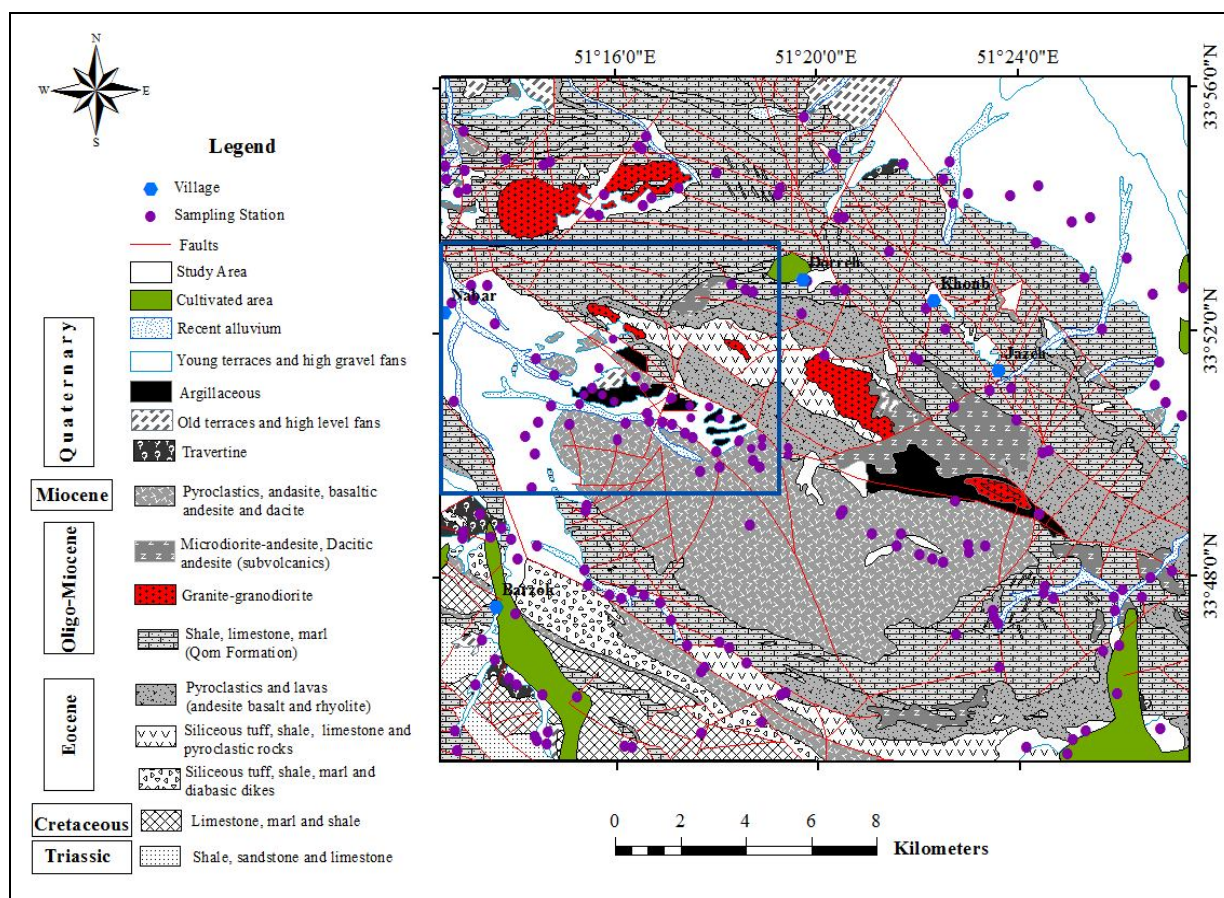 N
W
E
S
Legend
Village
Sampling Station
Faults
Study Area
Cultivated area
Recent alluvium
Young terraces and high gravel fans
Argillaceous
Old terraces and high level fans
Travertine
Pyroclastics, andasite, basaltic
andesite and dacite
Microdiorite-andesite, Dacitic
andesite (subvolcanics)
Granite-granodiorite
Shale, limestone, marl
(Qom Formation)
Pyroclastics and lavas
(andesite basalt and rhyolite)
Siliceous tuff, shale, limestone and
pyroclastic rocks
Siliceous tuff, shale, marl and
diabasic dikes
Limestone, marl and shale
Shale, sandstone and limestone
Quaternary
Miocene
Oligo-Miocene
Eocene
Cretaceous
Triassic
51°16'0"E
51°20'0"E
51°24'0"E
33°56'0"N
33°52'0"N
33°48'0"N
Nabar
Darreh
Khonb
Jazeh
Barzok
0 2 4 6 8
Kilometers